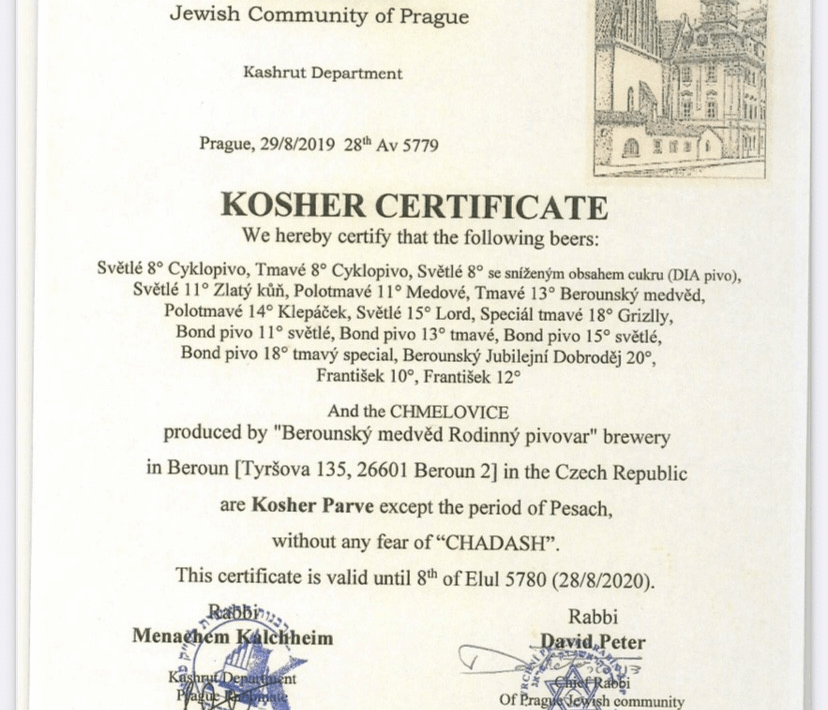 Jewish Community of Prague
Kashrut Department
Prague, 29/8/2019 28th Av 5779
KOSHER CERTIFICATE
We hereby certify that the following beers:
Světlé 8° Cyklopivo, Tmavé 8° Cyklopivo, Světlé 8° se sníženým obsahem cukru (DIA pivo),
Světlé 11° Zlatý kůň, Polotmavé 11° Medové, Tmavé 13° Berounský medvěd,
Polotmavé 14° Klepáček, Světlé 15° Lord, Speciál tmavé 18° Grizlly,
Bond pivo 11° světlé, Bond pivo 13° tmavé, Bond pivo 15° světlé,
Bond pivo 18° tmavý special, Berounský Jubilejní Dobroděj 20°,
František 10°, František 12°
And the CHMELOVICE
produced by "Berounský medvěd Rodinný pivovar" brewery
in Beroun [Tyršova 135, 26601 Beroun 2] in the Czech Republic
are Kosher Parve except the period of Pesach,
without any fear of “CHADASH”.
This certificate is valid until 8th of Elul 5780 (28/8/2020).
Rabbi
Menachem Kalchheim
Kashrut Department
Prague Rabbinate
Rabbi
David Peter
Chief Rabbi
Of Prague Jewish community